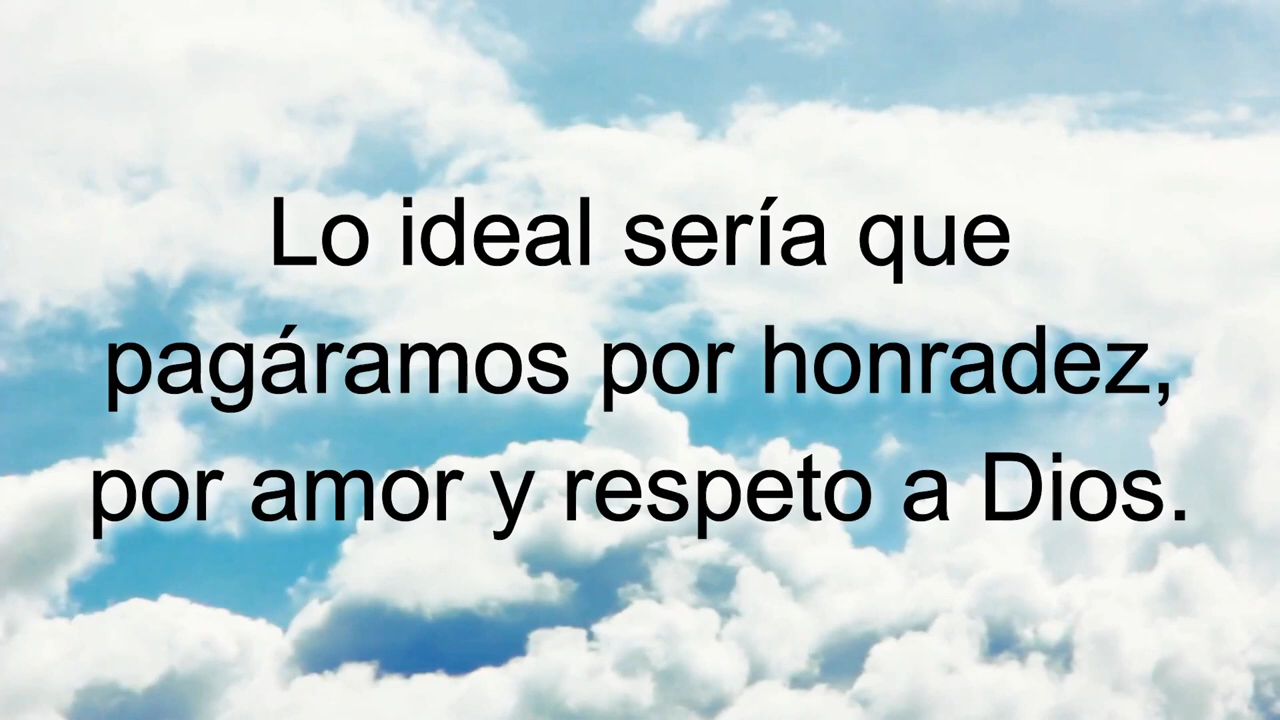 Lo ideal sería que
pagáramos por honradez,
por amor y respeto a Dios.